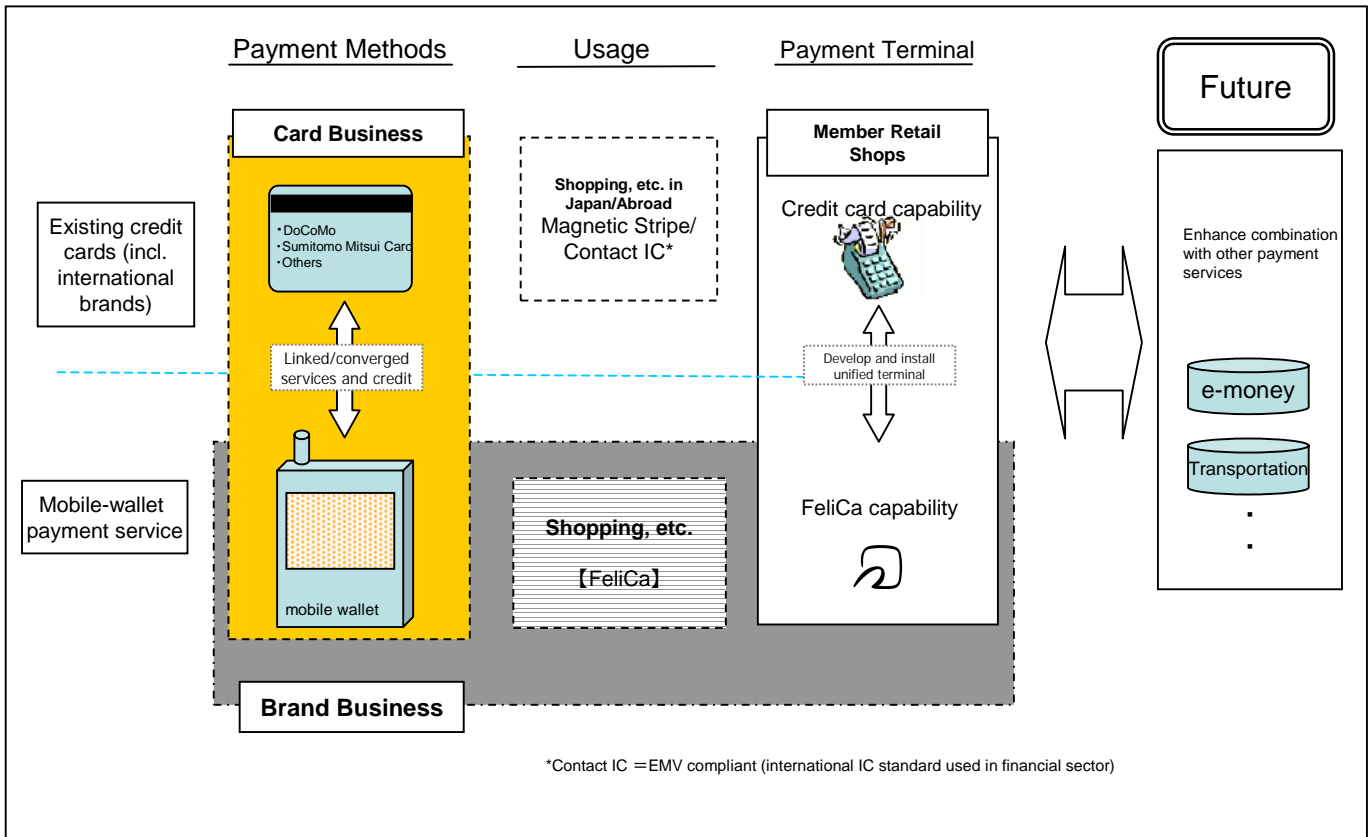 Payment Methods
Usage
Payment Terminal
Future
Card Business
Member Retail
Shops
Existing credit
cards (incl.
international
brands)
・DoCoMo
・Sumitomo Mitsui Card
・Others
Shopping, etc. in
Japan/Abroad
Magnetic Stripe/
Contact IC*
Credit card capability
Enhance combination
with other payment
services
Linked/converged
services and credit
Develop and install
unified terminal
e-money
Transportation
・
・
Mobile-wallet
payment service
mobile wallet
Shopping, etc.
【FeliCa】
FeliCa capability
Brand Business
*Contact IC ＝EMV compliant (international IC standard used in financial sector)